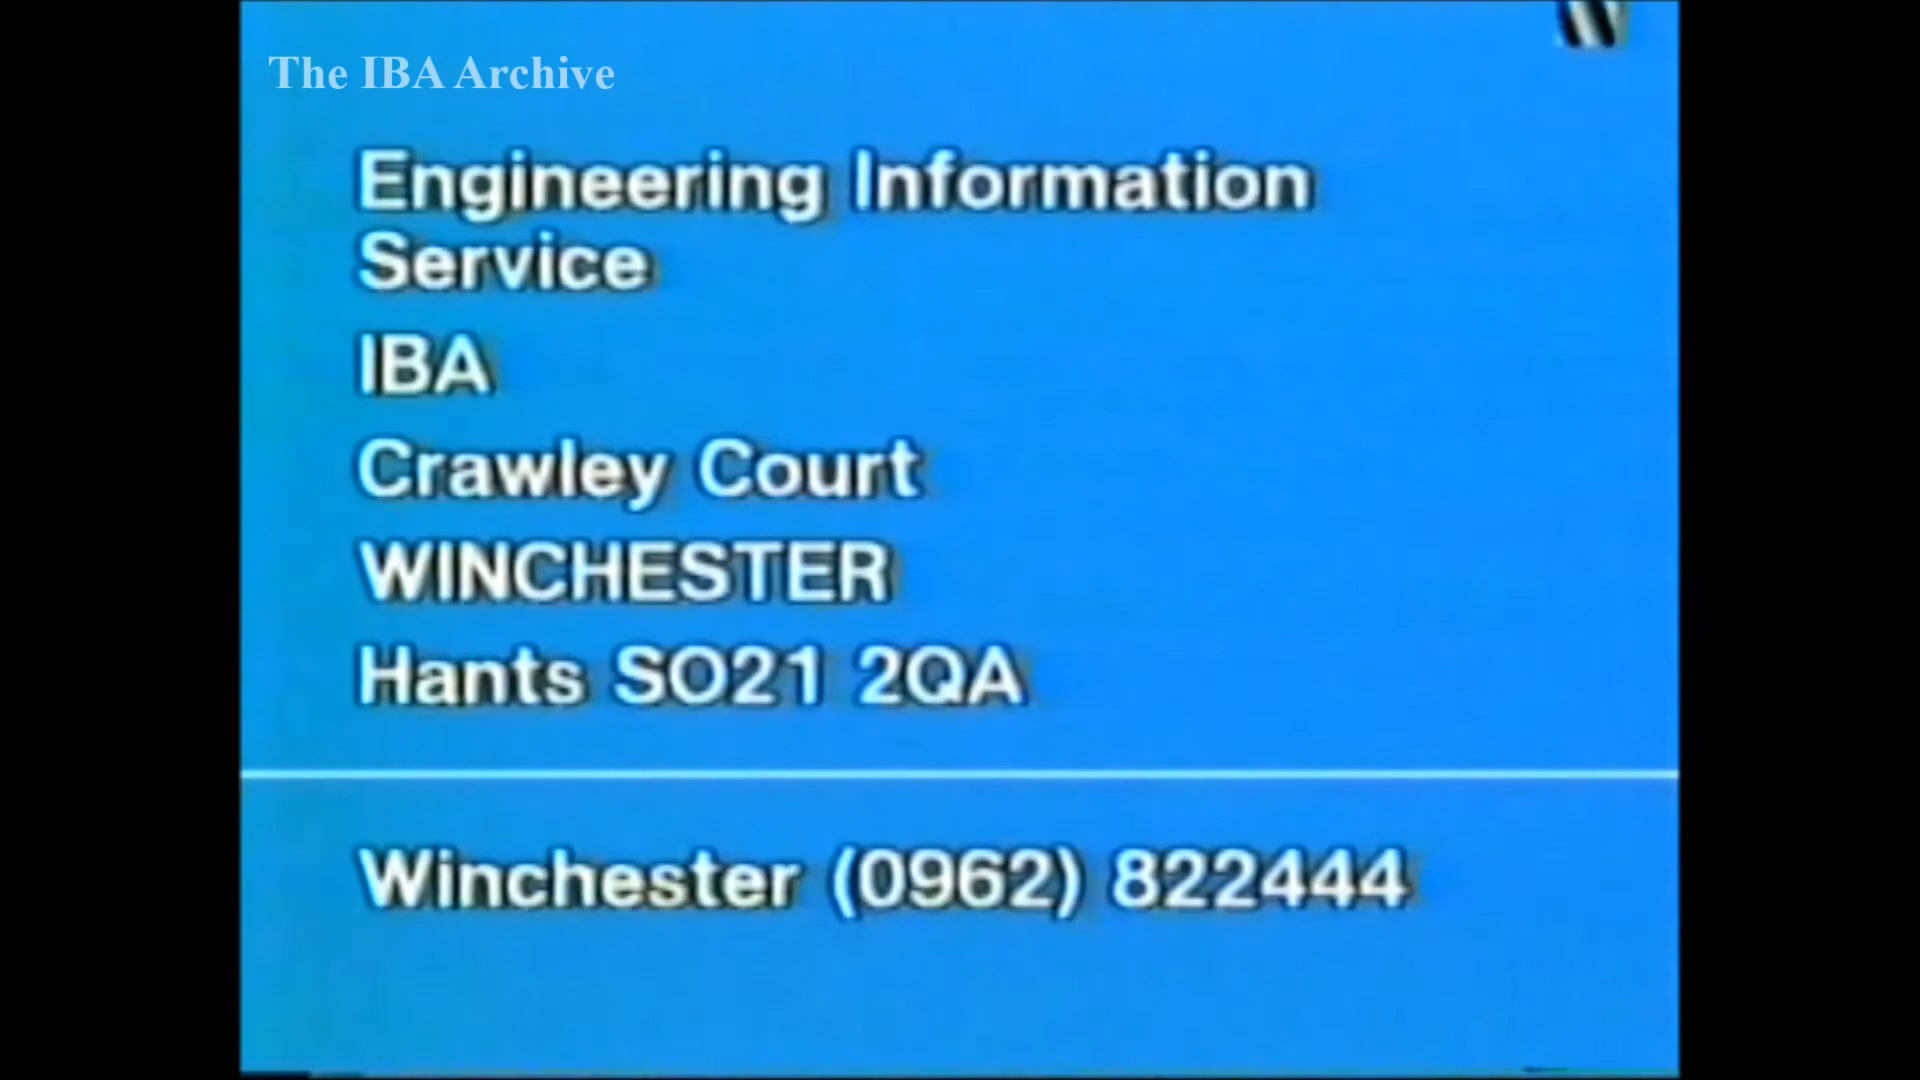 The IBA Archive
Engineering Information
Service
IBA
Crawley Court
WINCHESTER
Hants SO21 2QA
Winchester (0962) 822444